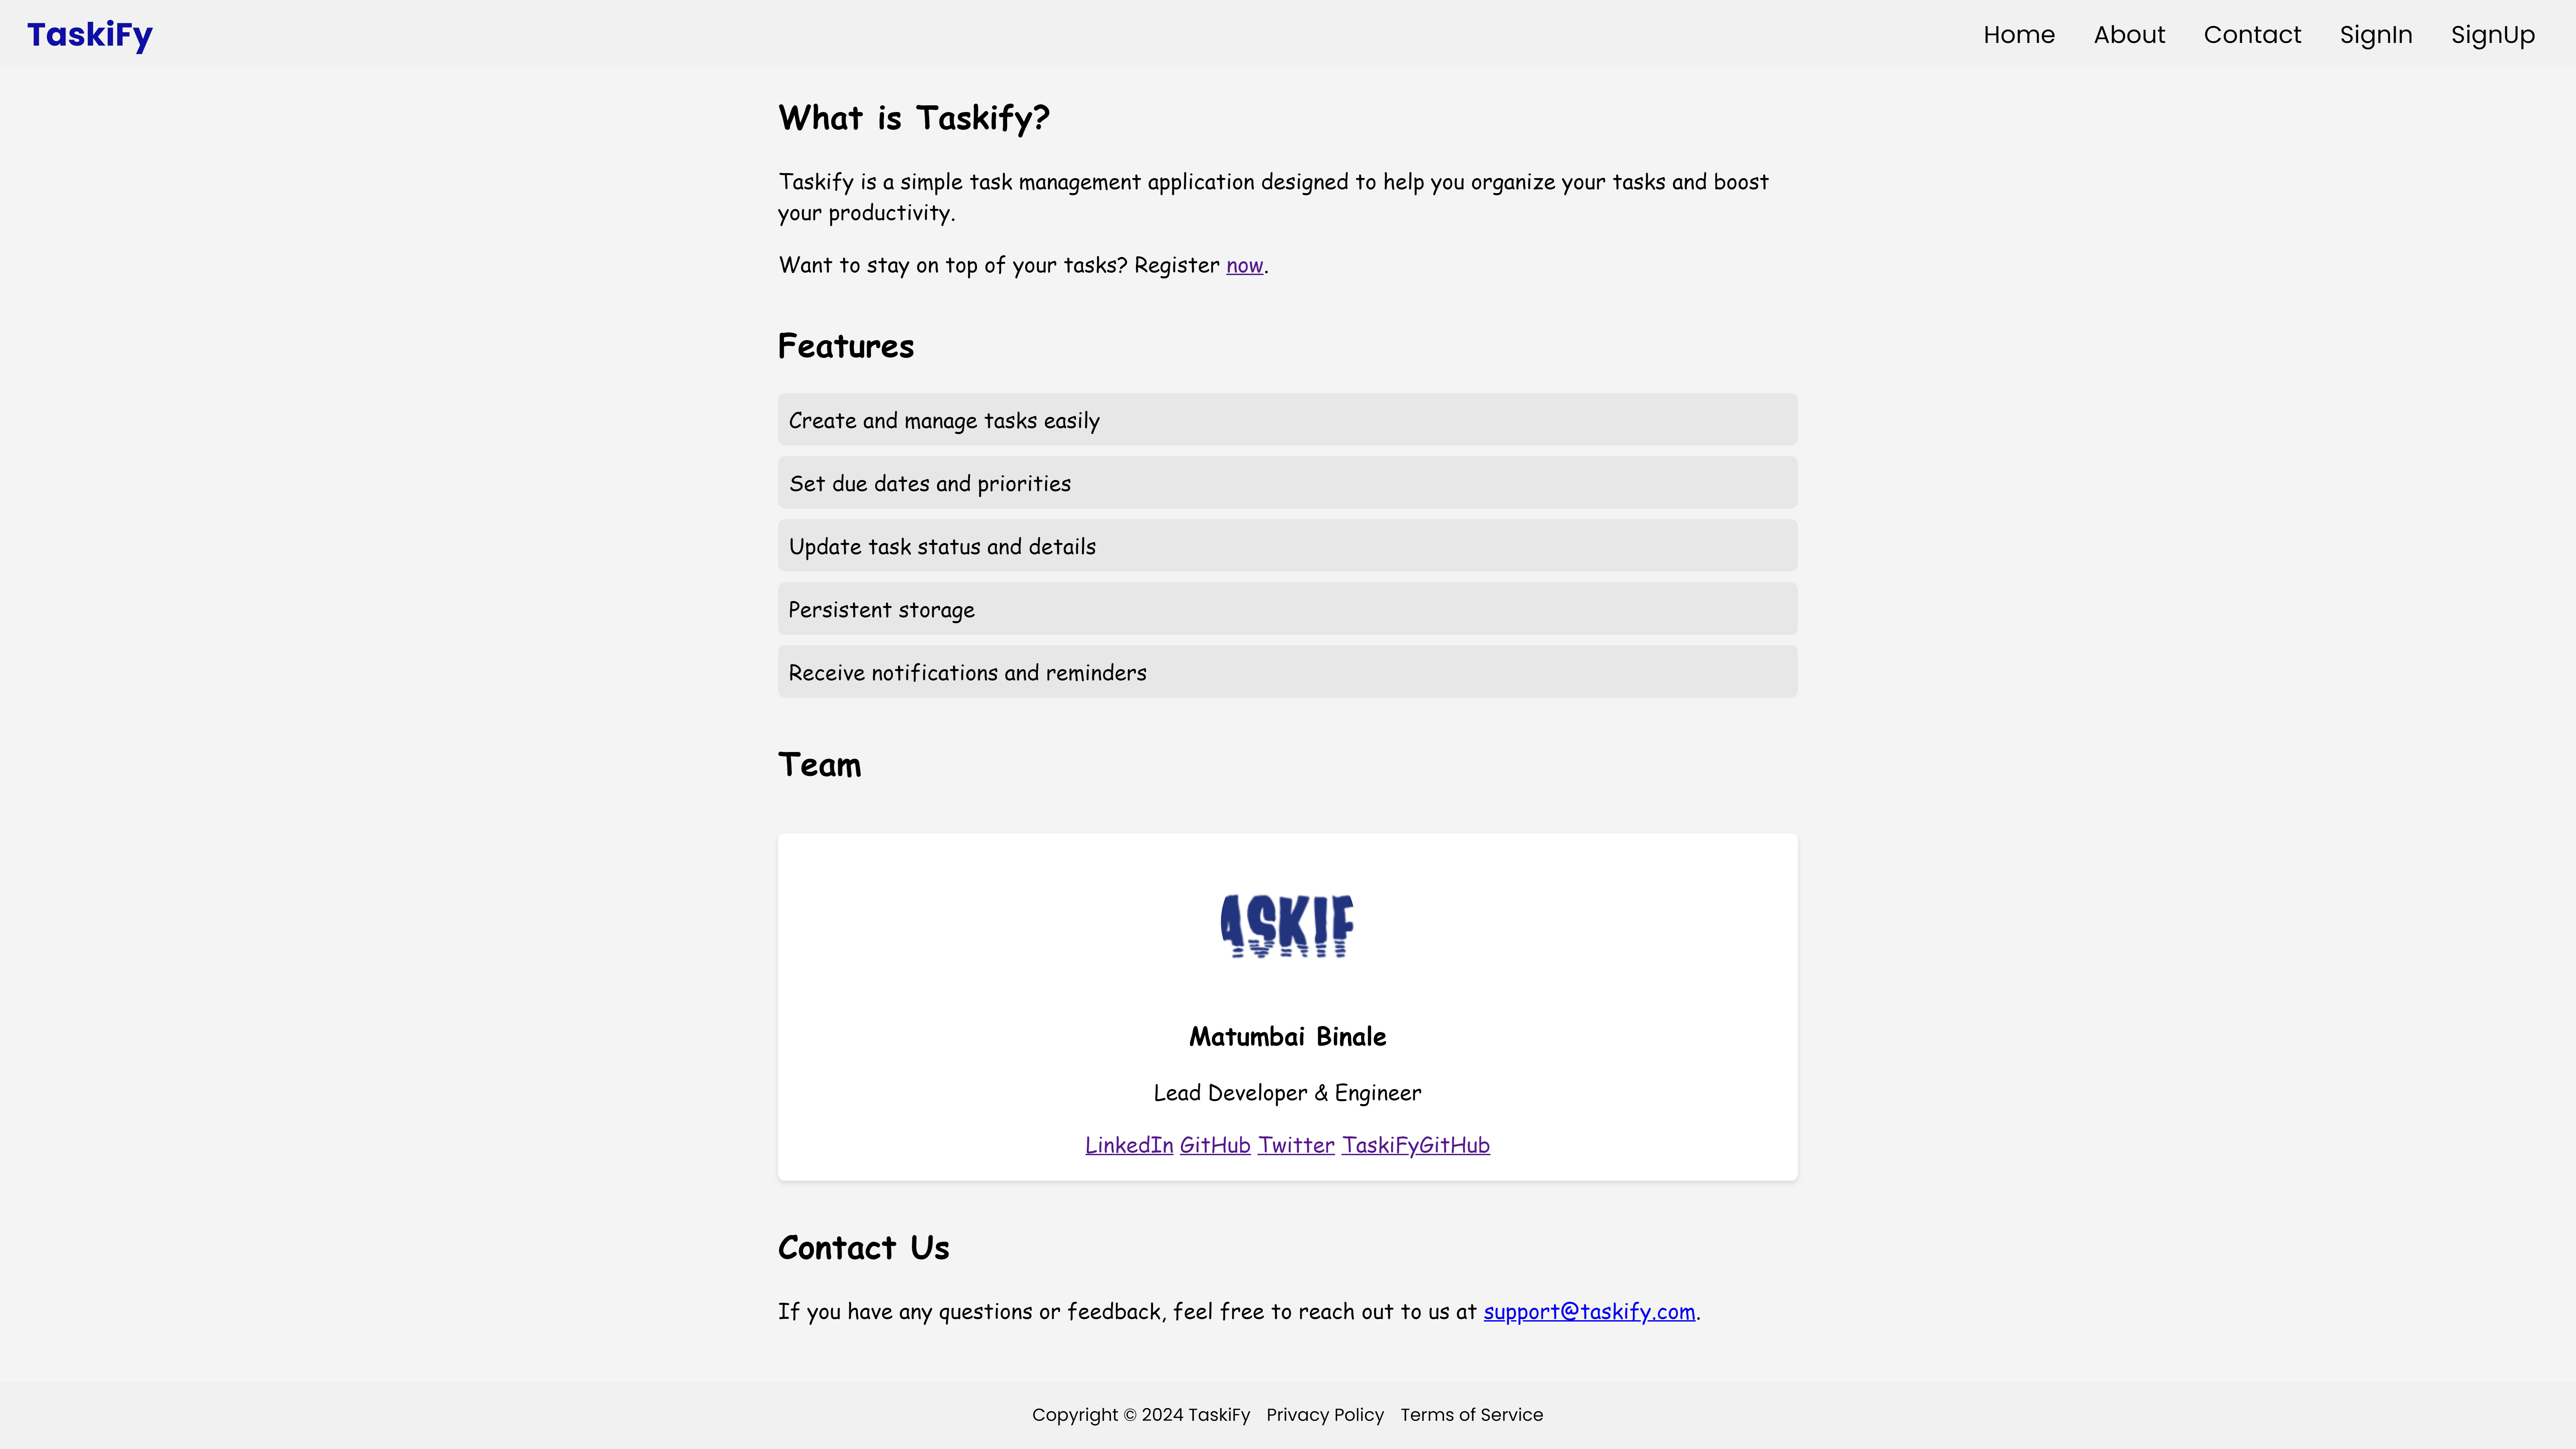 TaskiFy
Home About Contact SignIn SignUp
What is Taskify?
Taskify is a simple task management application designed to help you organize your tasks and boost
your productivity.
Want to stay on top of your tasks? Register now.
Features
Create and manage tasks easily
Set due dates and priorities
Update task status and details
Persistent storage
Receive notifications and reminders
Team
ASKIF
Matumbai Binale
Lead Developer & Engineer
LinkedIn GitHub Twitter TaskiFyGitHub
Contact Us
If you have any questions or feedback, feel free to reach out to us at support@taskify.com.
Copyright © 2024 TaskiFy Privacy Policy Terms of Service